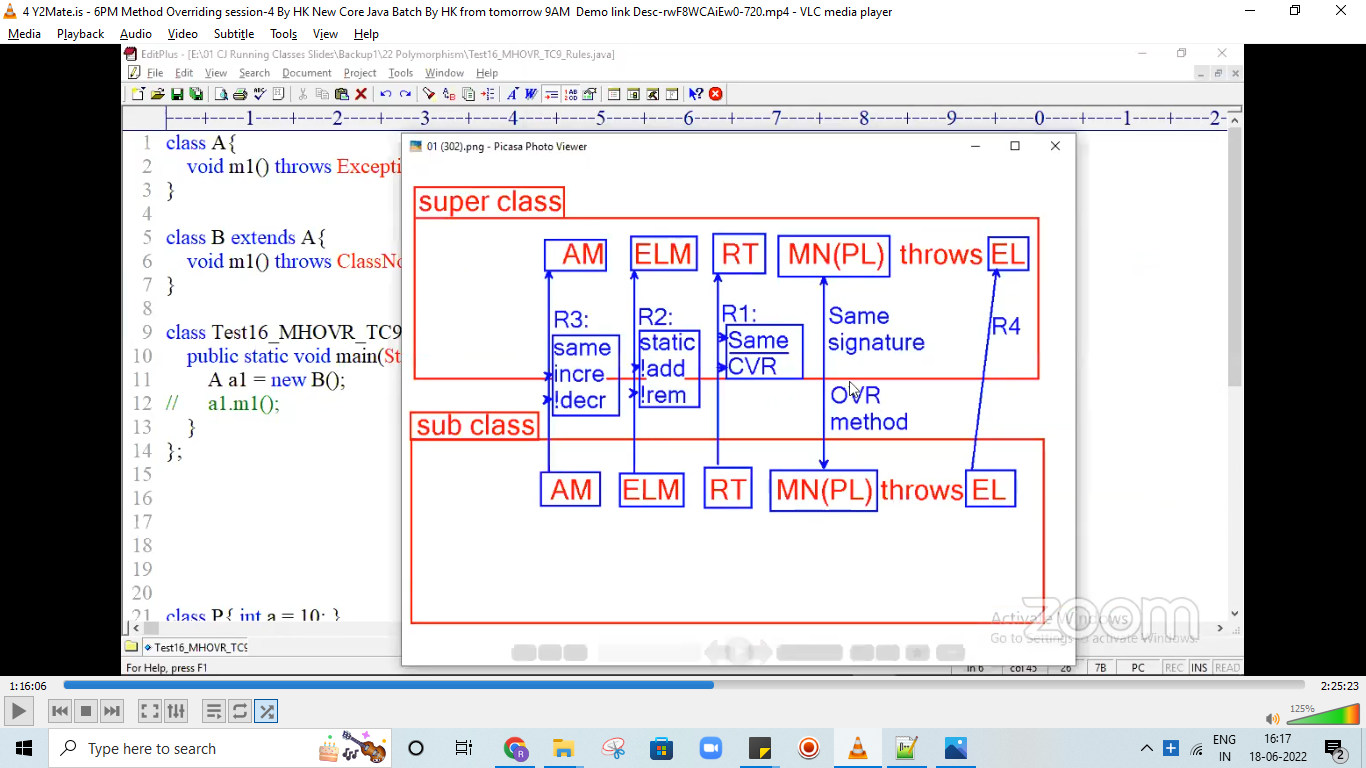 4 Y2Mate.is - 6PM Method Overriding session-4 By HK New Core Java Batch By HK from tomorrow 9AM  Demo link Desc-rwF8WCAiEw0-720.mp4 - VLC media player
Media Playback Audio Video Subtitle Tools View Help
EditPlus - [E:\01 CJ Running Classes Slides\Backup1\22 Polymorphism\Test16_MHOVR_TC9_Rules.java]
File Edit View Search Document Project Tools Window Help
----+----1----+----2----+----3----+----4----+----5----+----6----+----7----+----8----+----9----+----0----+----1----+----2-
1 class A{
2 void m1() throws Excepti
3 }
4
5 class B extends A{
6 void m1() throws ClassNo
7 }
8
9 class Test16_MHOVR_TC9
10 public static void main(St
11 A a1 = new B();
12 // a1.m1();
13 }
14 };
15
16
17
18
19
20
21 class P{ int a = 10; }
01 (302).png - Picasa Photo Viewer
super class
AM ELM RT MN(PL) throws EL
R3: R2: R1: Same
same static Same signature R4
incre !add CVR
!decr !rem OVR
method
sub class
AM ELM RT MN(PL) throws EL
zoom
Activate Windows
Go to Settings to activate Windows.
Test16_MHOVR_TC9
For Help, press F1
ln 6 col 45 26 7B PC REC INS READ
1:16:06 2:25:23
125%
Type here to search
ENG
IN
16:17
18-06-2022
2